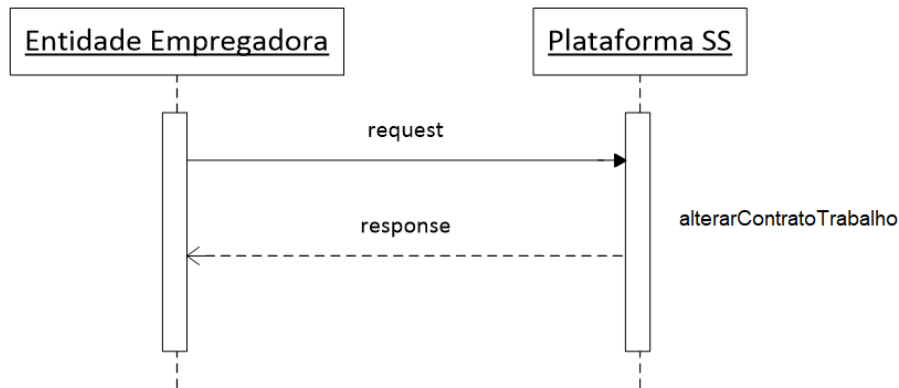 Entidade Empregadora
Plataforma SS
request
alterarContratoTrabalho
response